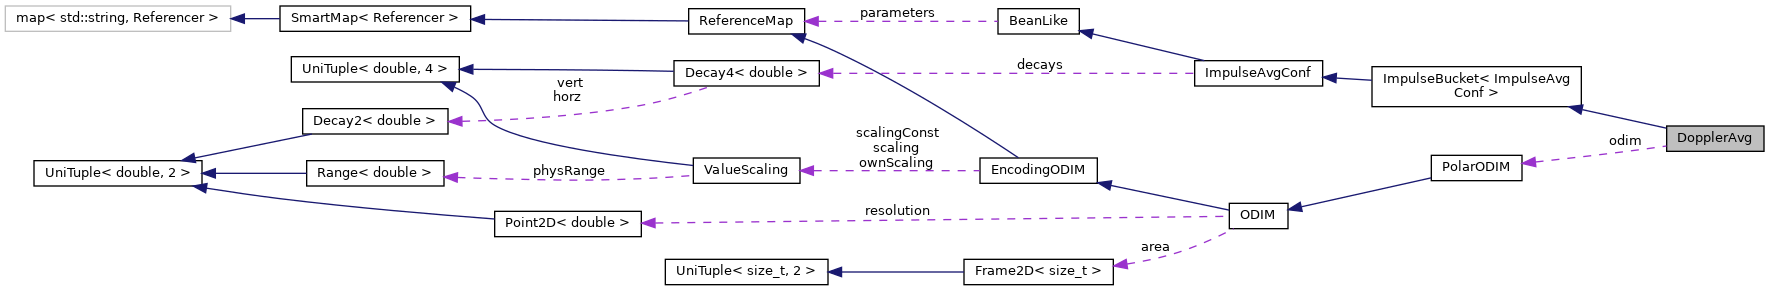 map< std::string, Referencer >
SmartMap< Referencer >
ReferenceMap
parameters
BeanLike
UniTuple< double, 4 >
Decay4< double >
decays
ImpulseAvgConf
ImpulseBucket< ImpulseAvg
Conf >
vert
horz
Decay2< double >
DopplerAvg
odim
scalingConst
scaling
ownScaling
UniTuple< double, 2 >
Range< double >
physRange
ValueScaling
EncodingODIM
PolarODIM
Point2D< double >
resolution
ODIM
area
UniTuple< size_t, 2 >
Frame2D< size_t >